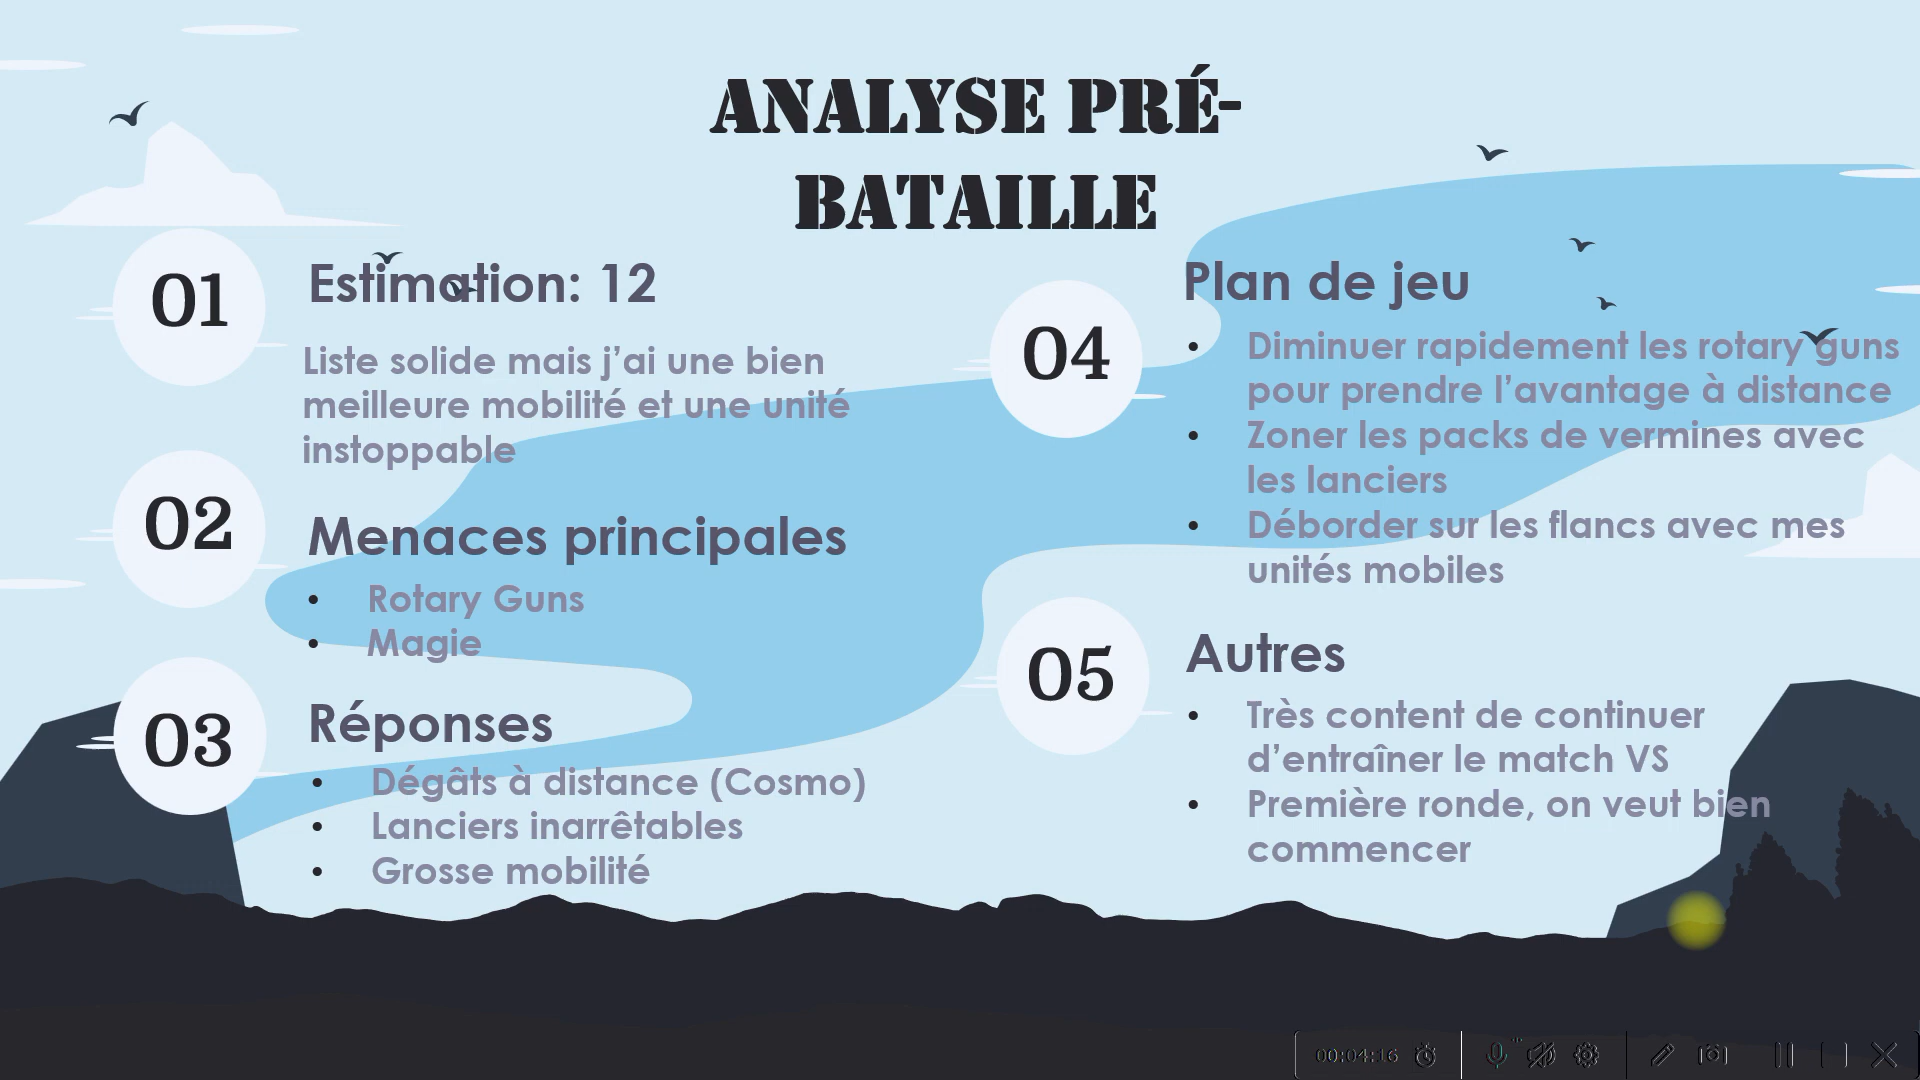 ANALYSE PRÉ-
BATAILLE
01
Estimation: 12
Liste solide mais j’ai une bien
meilleure mobilité et une unité
instoppable
02
Menaces principales
• Rotary Guns
• Magie
03
Réponses
• Dégâts à distance (Cosmo)
• Lanciers inarrêtables
• Grosse mobilité
04
Plan de jeu
• Diminuer rapidement les rotary guns
pour prendre l’avantage à distance
• Zoner les packs de vermines avec
les lanciers
• Déborder sur les flancs avec mes
unités mobiles
05
Autres
• Très content de continuer
d’entraîner le match VS
• Première ronde, on veut bien
commencer
00:04:16